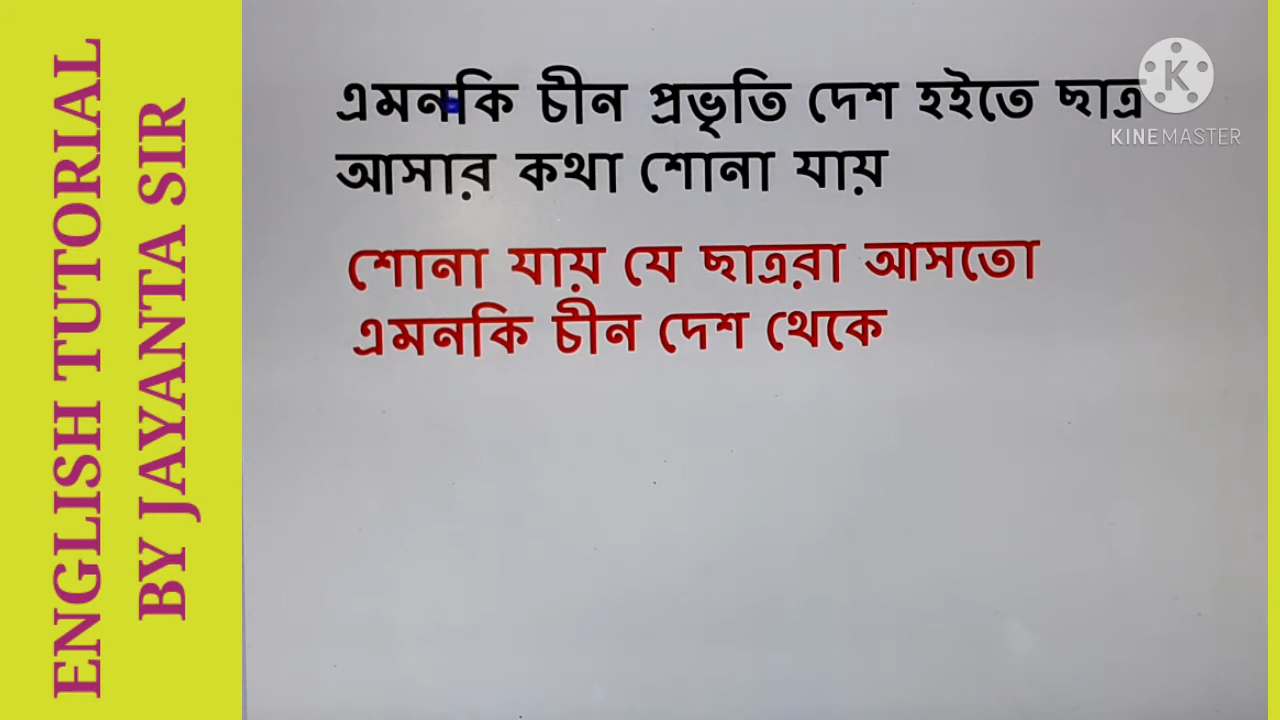 ENGLISH TUTORIAL
BY JAYANTA SIR
এমনকি চীন প্রভৃতি দেশ হইতে ছাত্র
আসার কথা শোনা যায়
শোনা যায় যে ছাত্ররা আসতো
এমনকি চীন দেশ থেকে
K
KINEMASTER